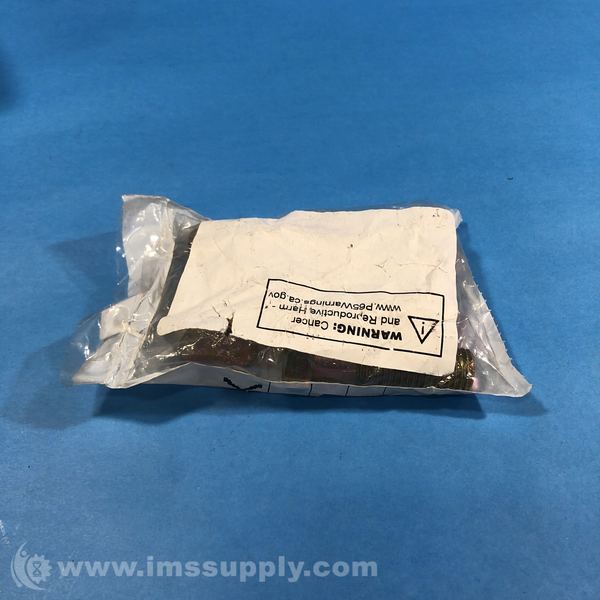 WARNING: Cancer
and Reproductive Harm -
www.P65Warnings.ca.gov
www.imssupply.com